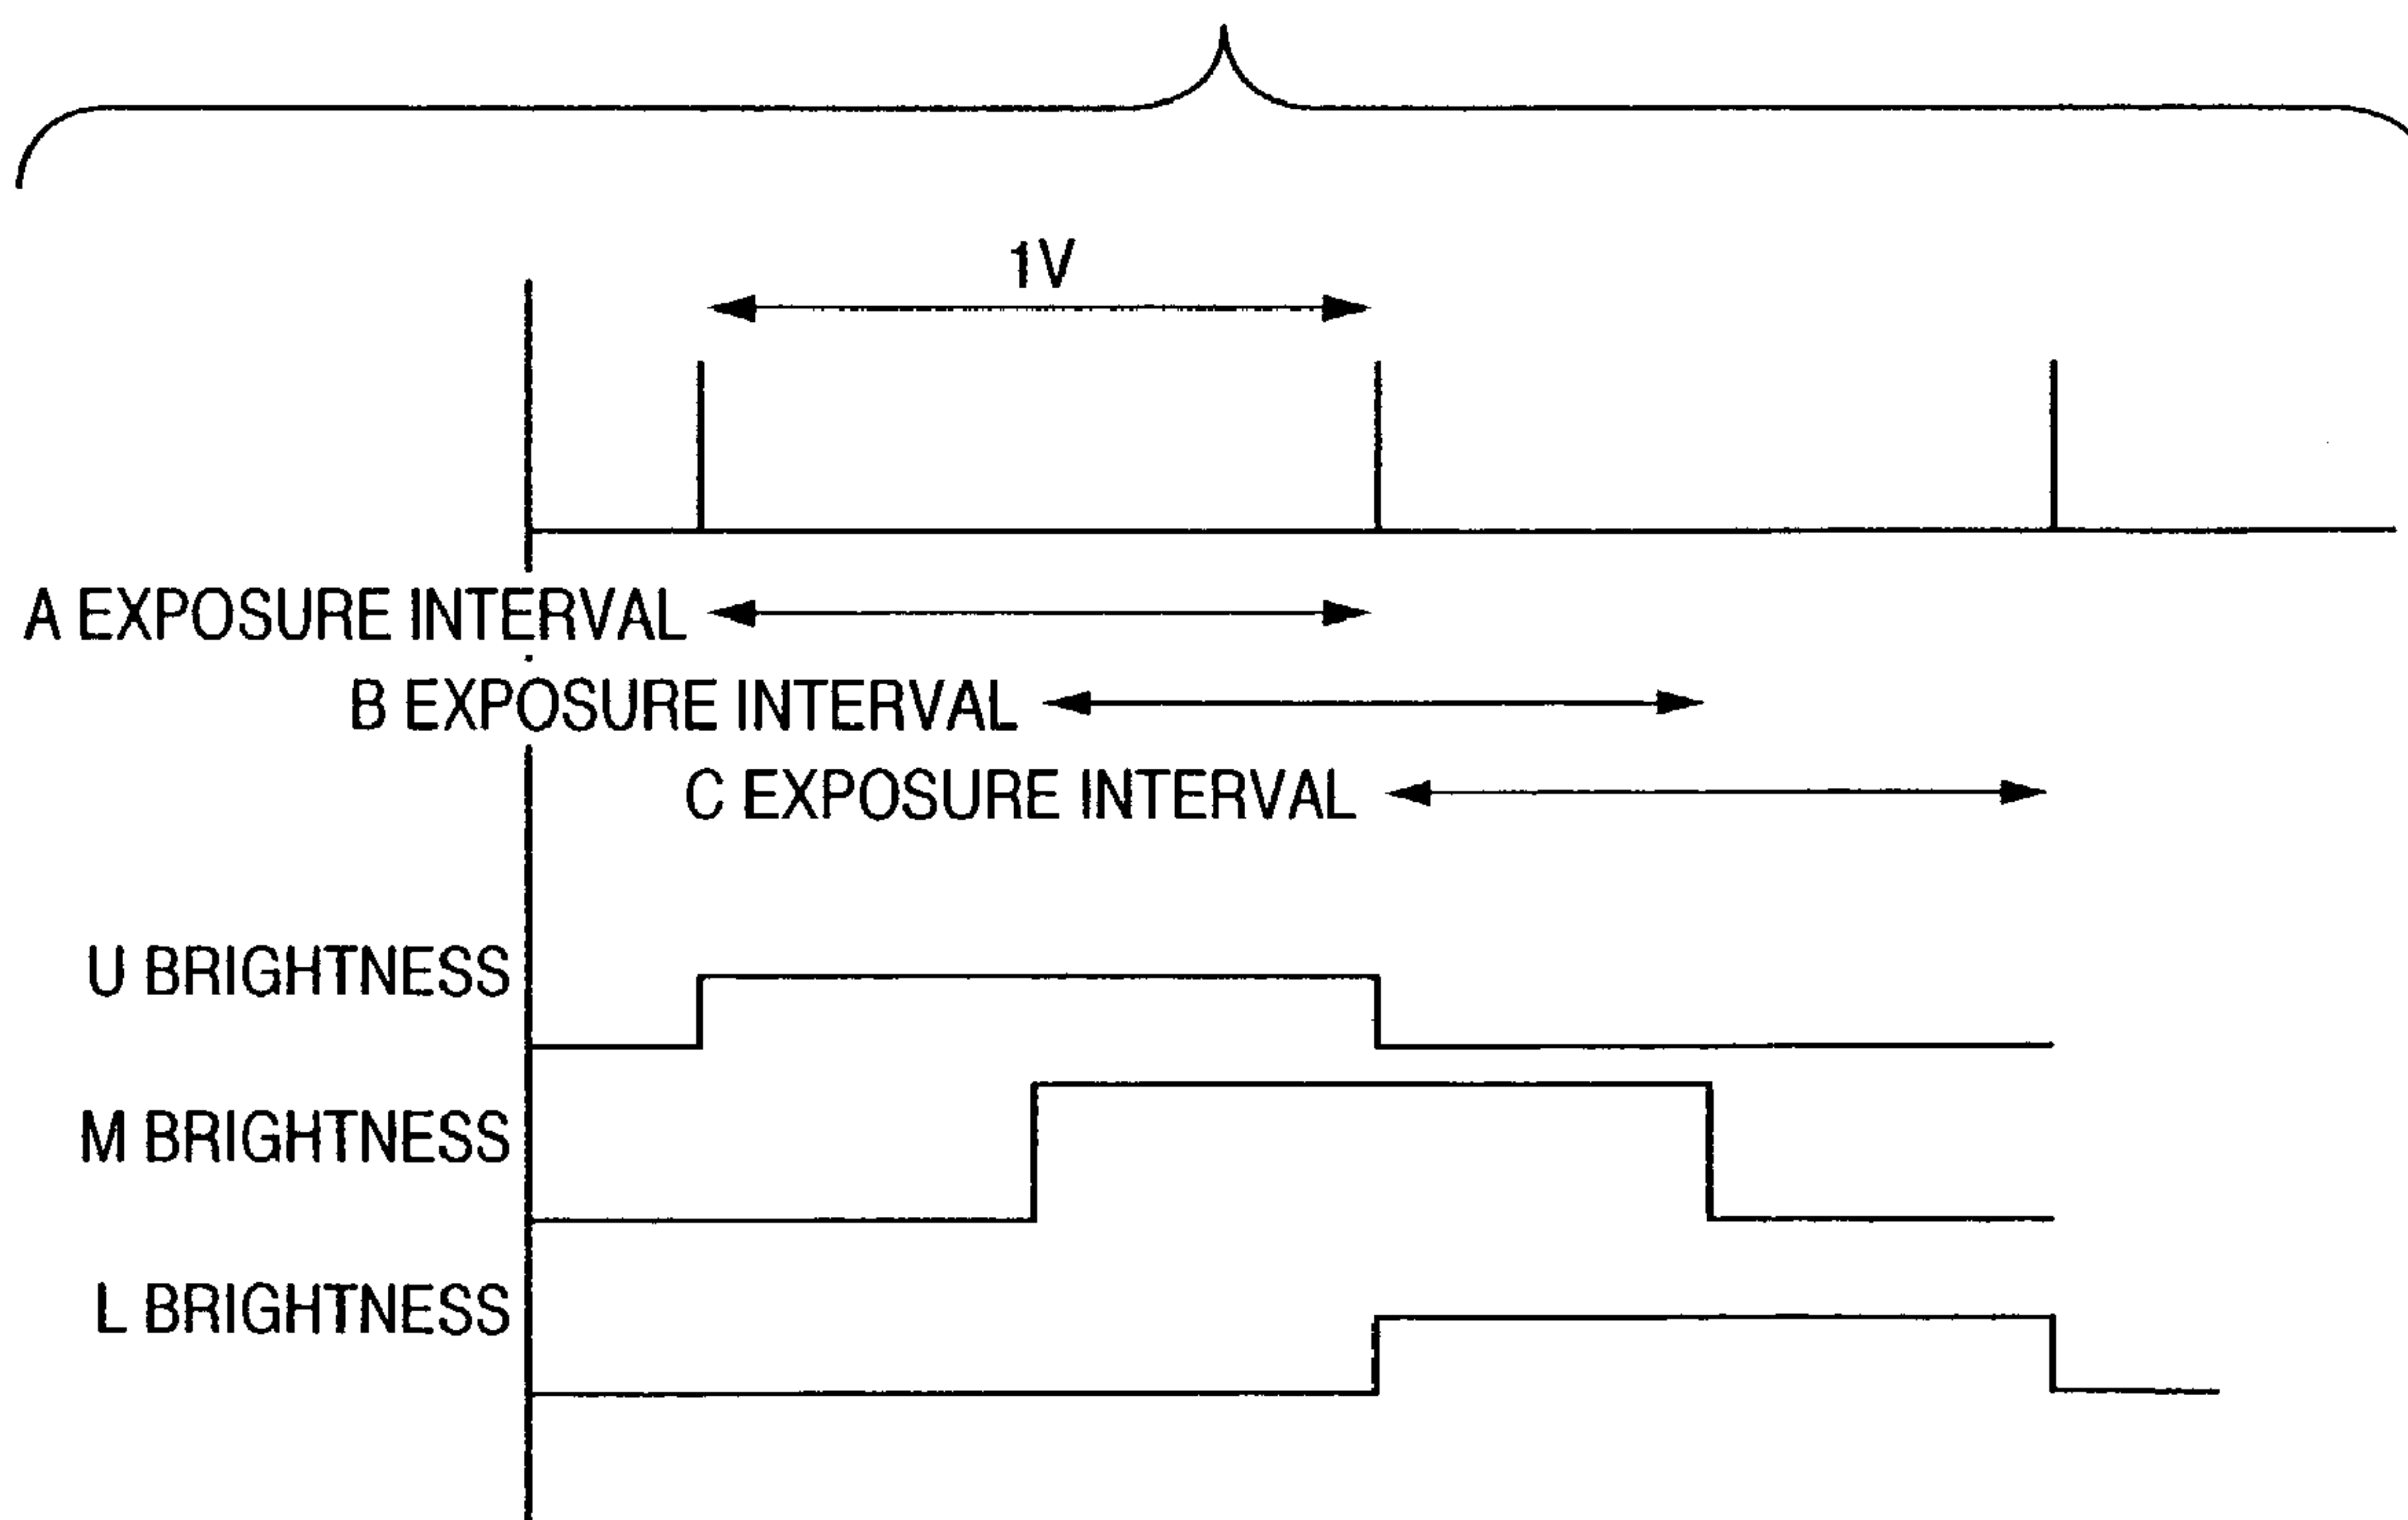 1V
A EXPOSURE INTERVAL
B EXPOSURE INTERVAL
C EXPOSURE INTERVAL
U BRIGHTNESS
M BRIGHTNESS
L BRIGHTNESS